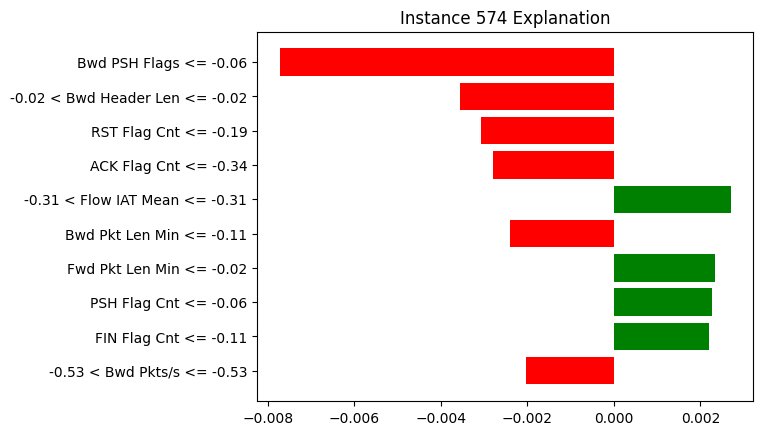 Instance 574 Explanation
Bwd PSH Flags <= -0.06
-0.02 < Bwd Header Len <= -0.02
RST Flag Cnt <= -0.19
ACK Flag Cnt <= -0.34
-0.31 < Flow IAT Mean <= -0.31
Bwd Pkt Len Min <= -0.11
Fwd Pkt Len Min <= -0.02
PSH Flag Cnt <= -0.06
FIN Flag Cnt <= -0.11
-0.53 < Bwd Pkts/s <= -0.53
−0.008 −0.006 −0.004 −0.002 0.000 0.002